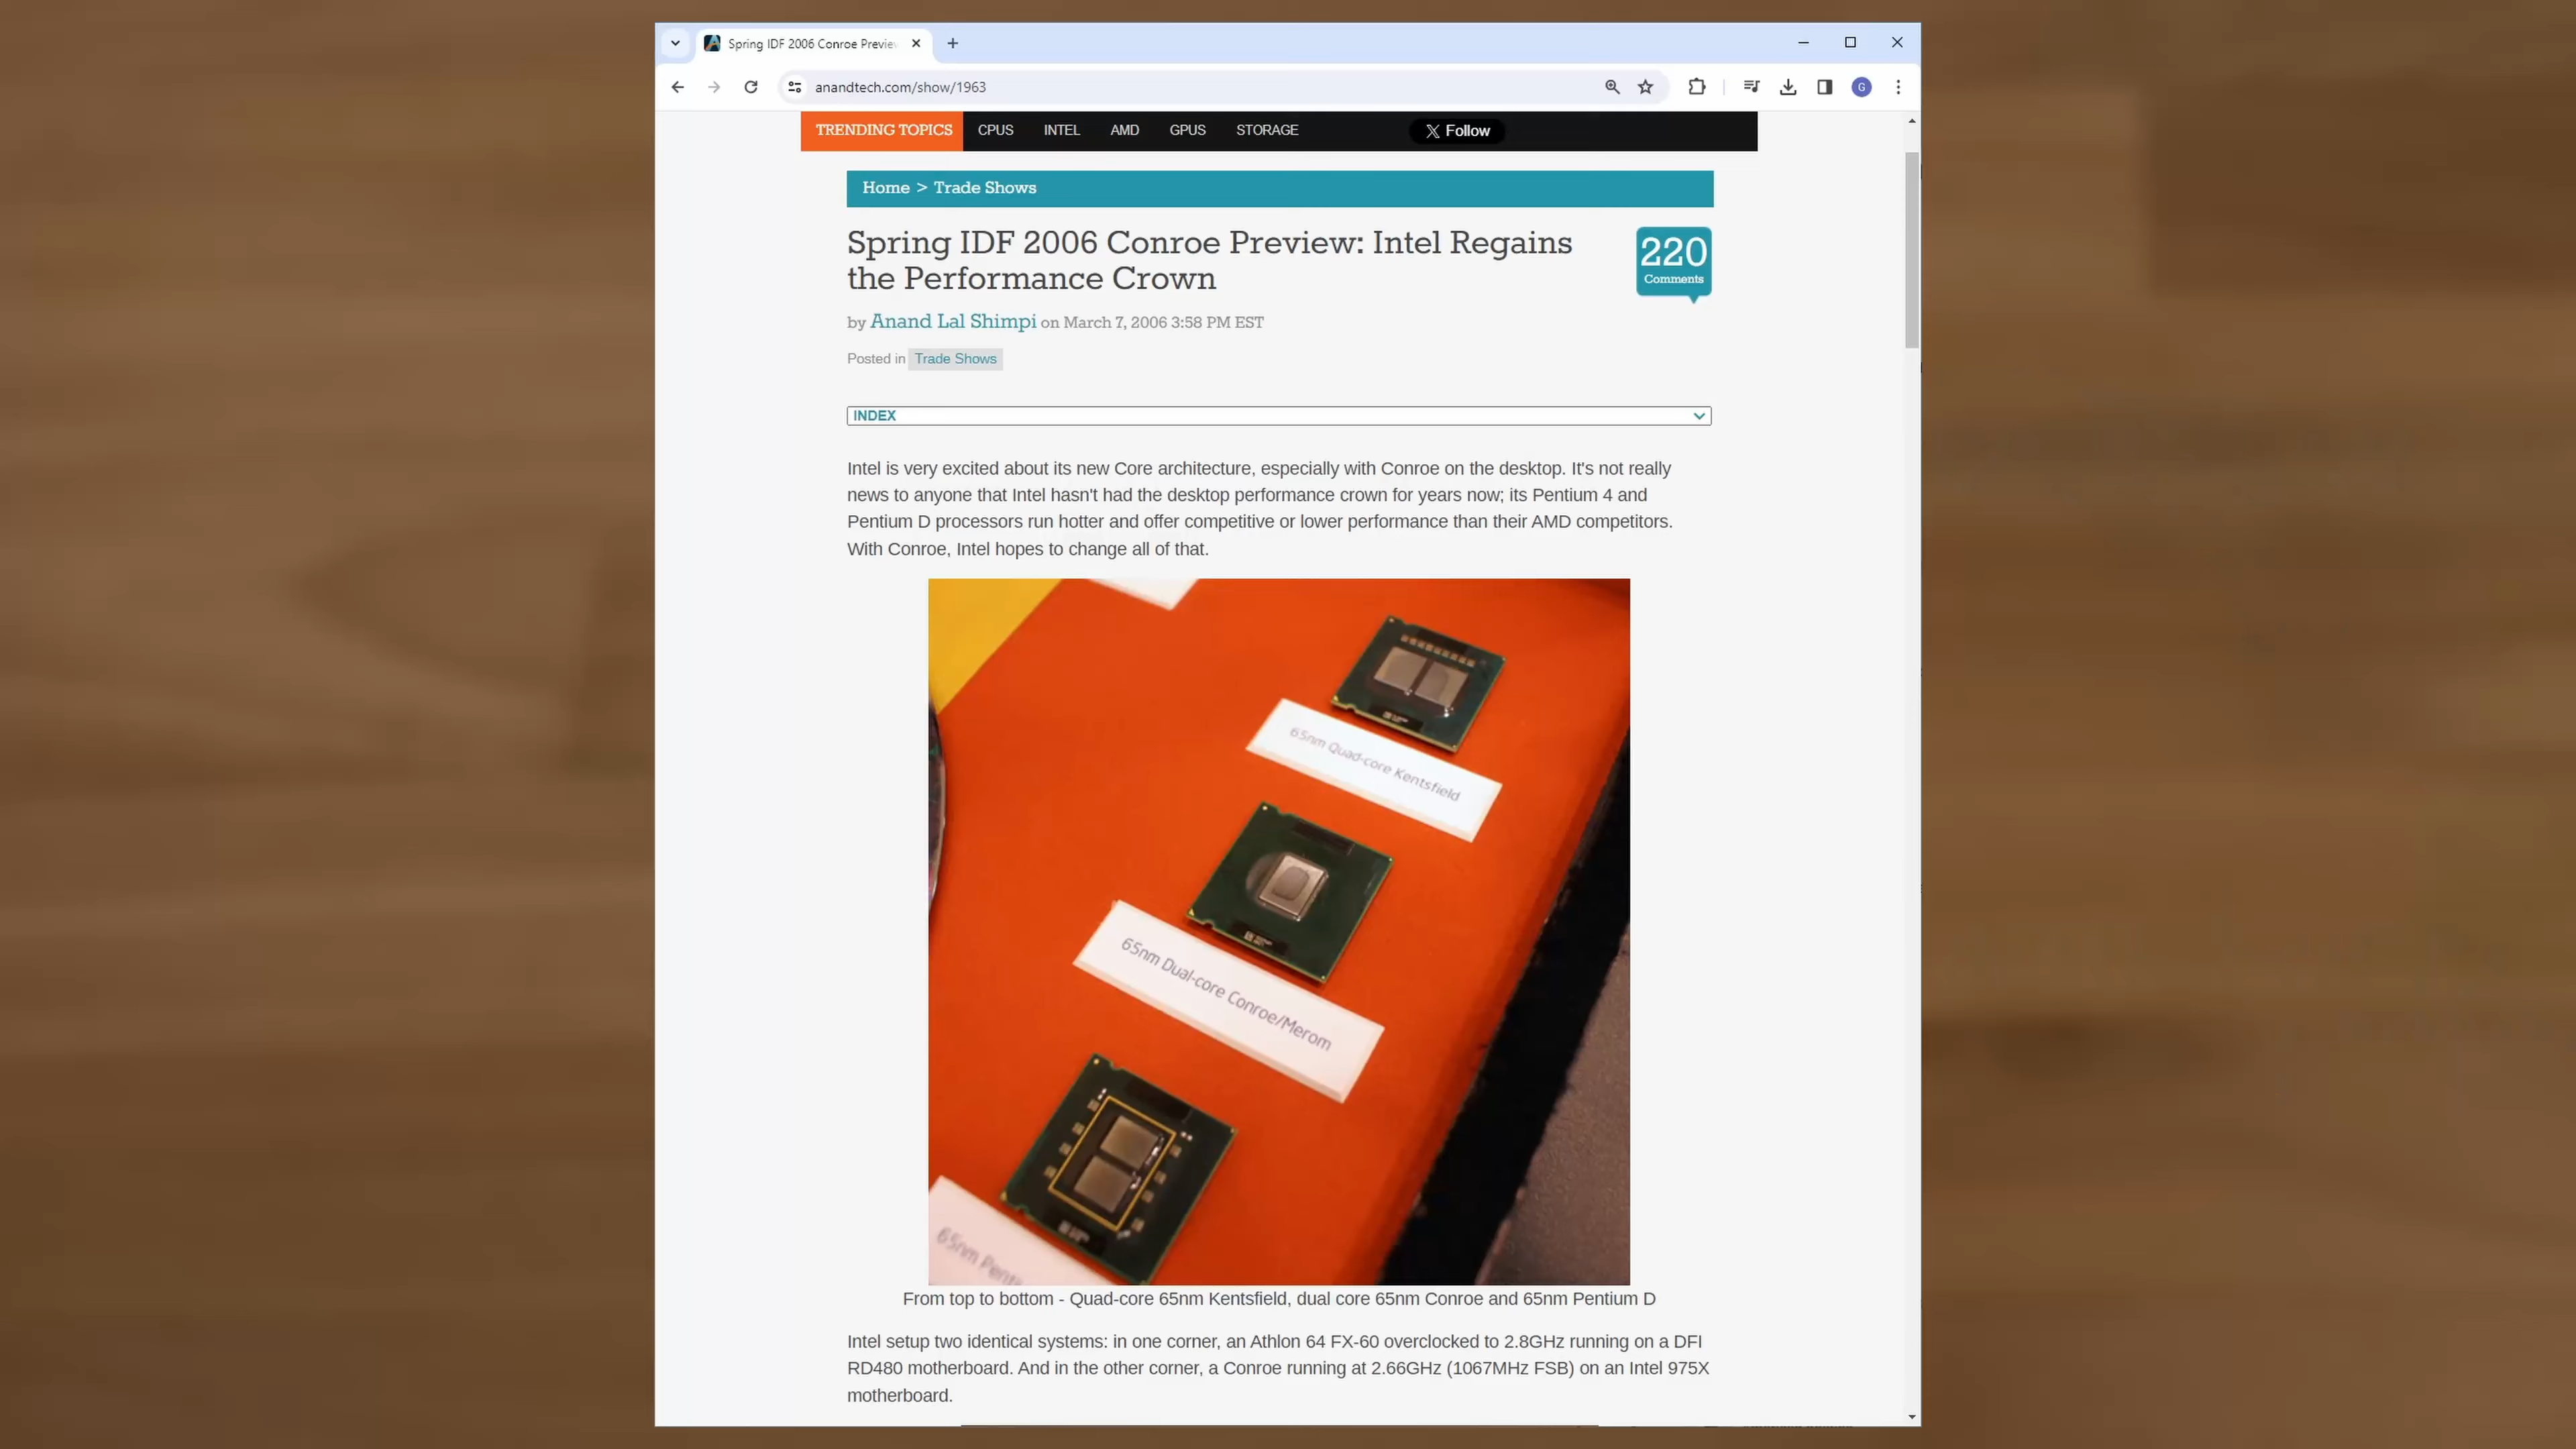 Spring IDF 2006 Conroe Previe
anandtech.com/show/1963
G
TRENDING TOPICS CPUS INTEL AMD GPUS STORAGE X Follow
Home > Trade Shows
Spring IDF 2006 Conroe Preview: Intel Regains
the Performance Crown
220
Comments
by Anand Lal Shimpi on March 7, 2006 3:58 PM EST
Posted in Trade Shows
INDEX
Intel is very excited about its new Core architecture, especially with Conroe on the desktop. It's not really
news to anyone that Intel hasn't had the desktop performance crown for years now; its Pentium 4 and
Pentium D processors run hotter and offer competitive or lower performance than their AMD competitors.
With Conroe, Intel hopes to change all of that.
65nm Quad-core Kentsfield
65nm Dual-core Conroe/Merom
65nm Penti
From top to bottom - Quad-core 65nm Kentsfield, dual core 65nm Conroe and 65nm Pentium D
Intel setup two identical systems: in one corner, an Athlon 64 FX-60 overclocked to 2.8GHz running on a DFI
RD480 motherboard. And in the other corner, a Conroe running at 2.66GHz (1067MHz FSB) on an Intel 975X
motherboard.